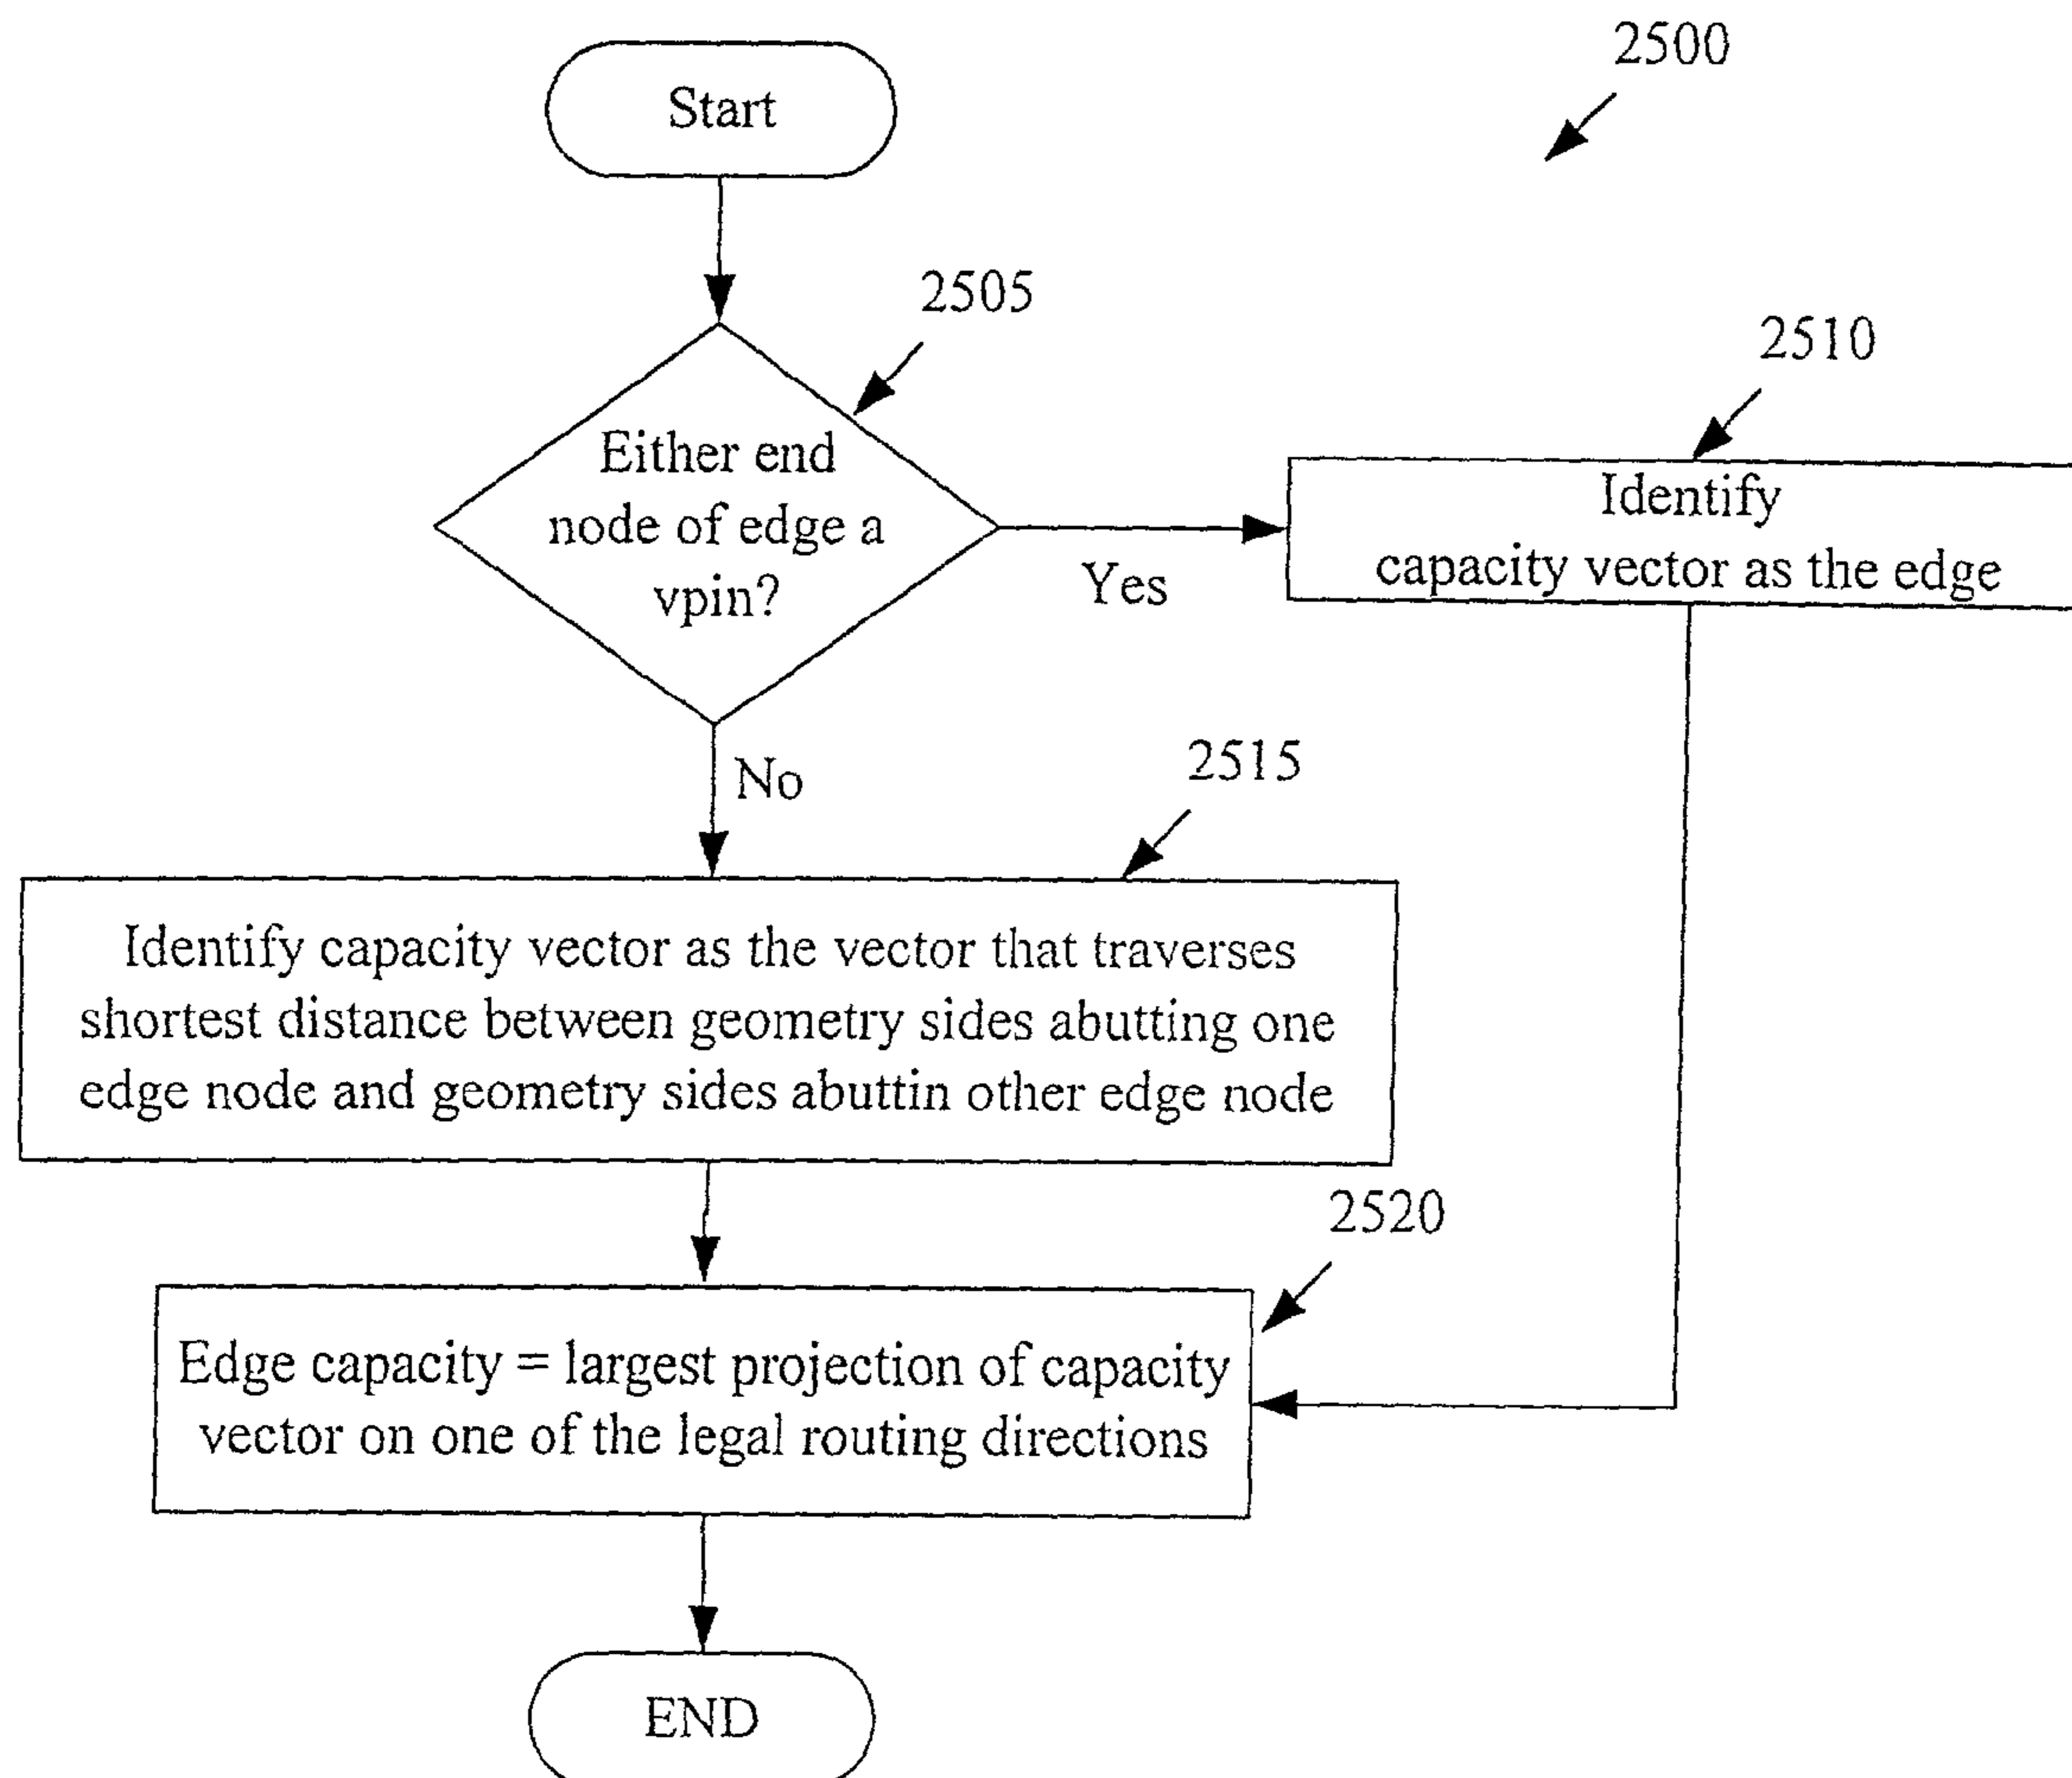 2500
Start
2505
Either end
node of edge a
vpin?
Yes
2510
Identify
capacity vector as the edge
No
2515
Identify capacity vector as the vector that traverses
shortest distance between geometry sides abutting one
edge node and geometry sides abuttin other edge node
2520
Edge capacity = largest projection of capacity
vector on one of the legal routing directions
END